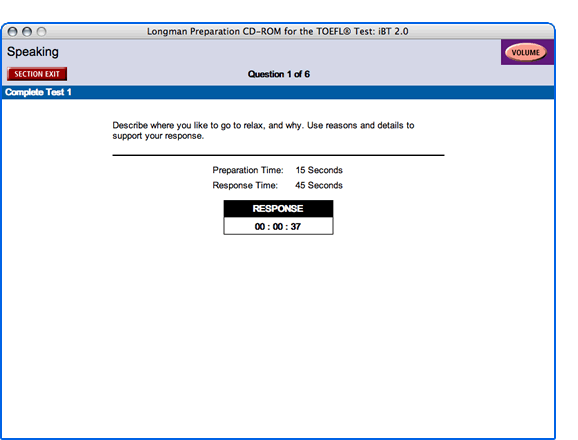 Longman Preparation CD-ROM for the TOEFL® Test: iBT 2.0
Speaking
VOLUME
SECTION EXIT
Question 1 of 6
Complete Test 1
Describe where you like to go to relax, and why. Use reasons and details to
support your response.
Preparation Time: 15 Seconds
Response Time: 45 Seconds
RESPONSE
00 : 00 : 37